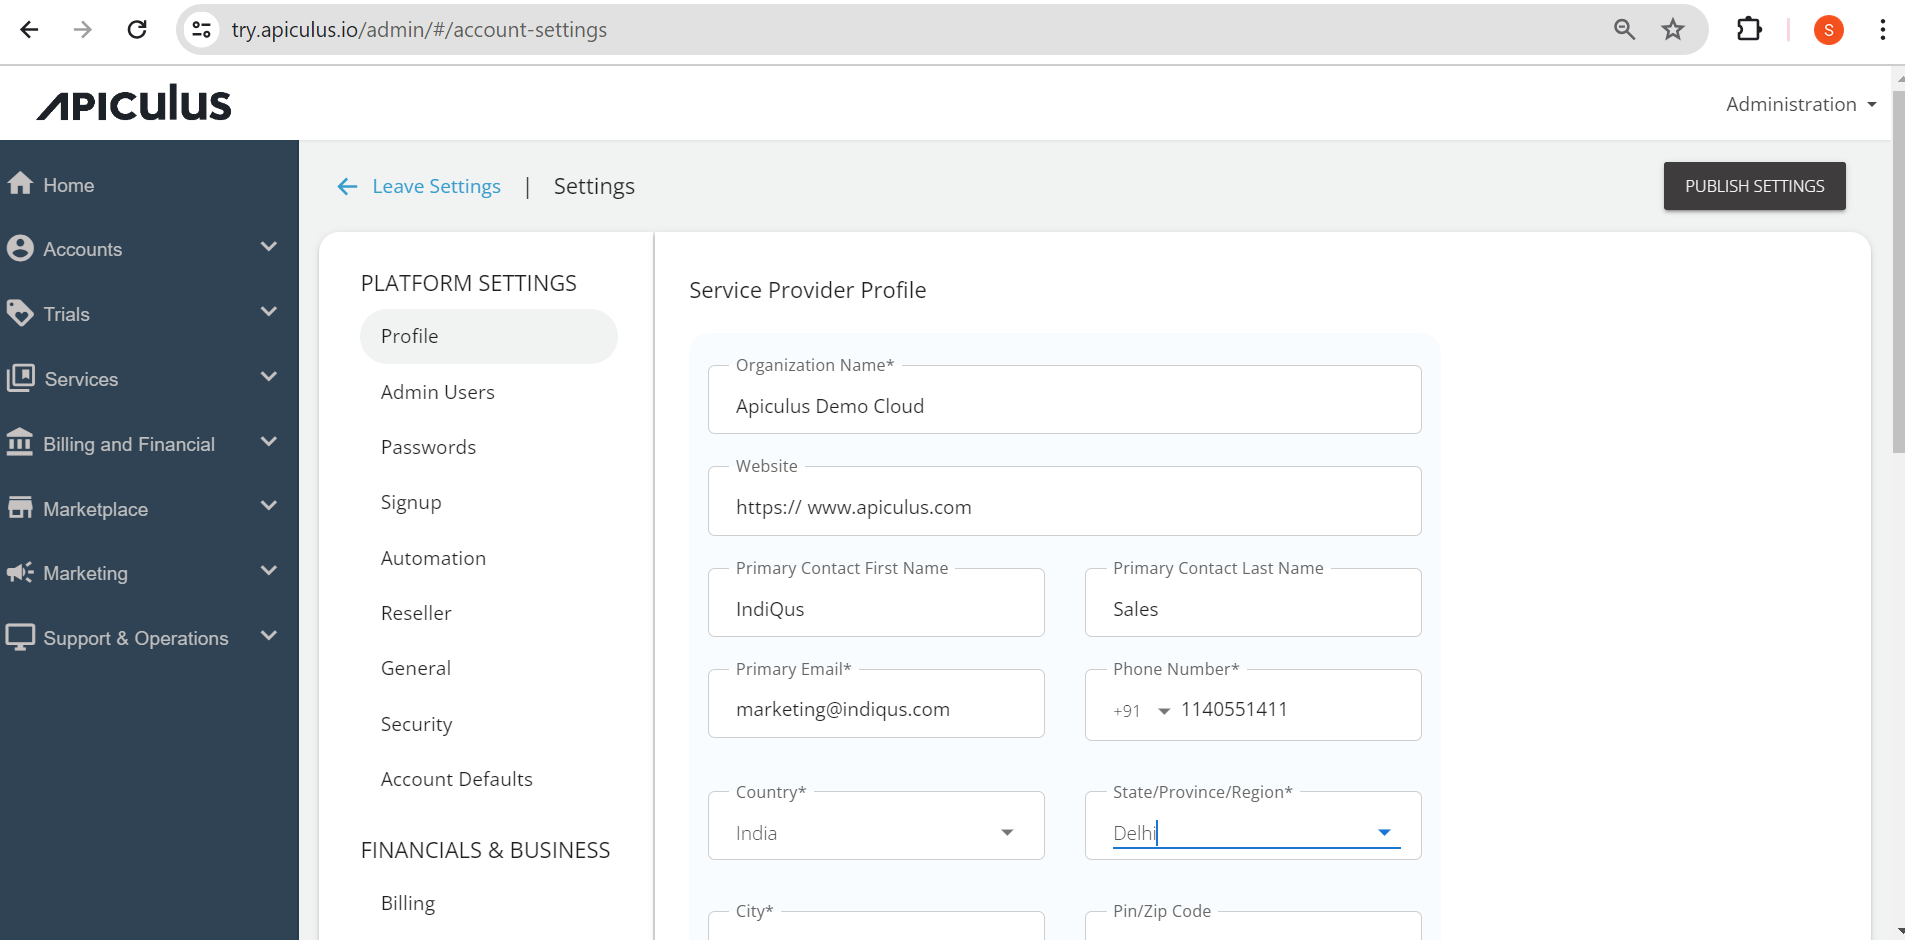 try.apiculus.io/admin/#/account-settings
S
APICULUS
Administration
Home
Accounts
Trials
Services
Billing and Financial
Marketplace
Marketing
Support & Operations
Leave Settings | Settings
PUBLISH SETTINGS
PLATFORM SETTINGS
Profile
Admin Users
Passwords
Signup
Automation
Reseller
General
Security
Account Defaults
FINANCIALS & BUSINESS
Billing
Service Provider Profile
Organization Name*
Apiculus Demo Cloud
Website
https:// www.apiculus.com
Primary Contact First Name
IndiQus
Primary Contact Last Name
Sales
Primary Email*
marketing@indiqus.com
Phone Number*
+91 1140551411
Country*
India
State/Province/Region*
Delhi
City*
Pin/Zip Code